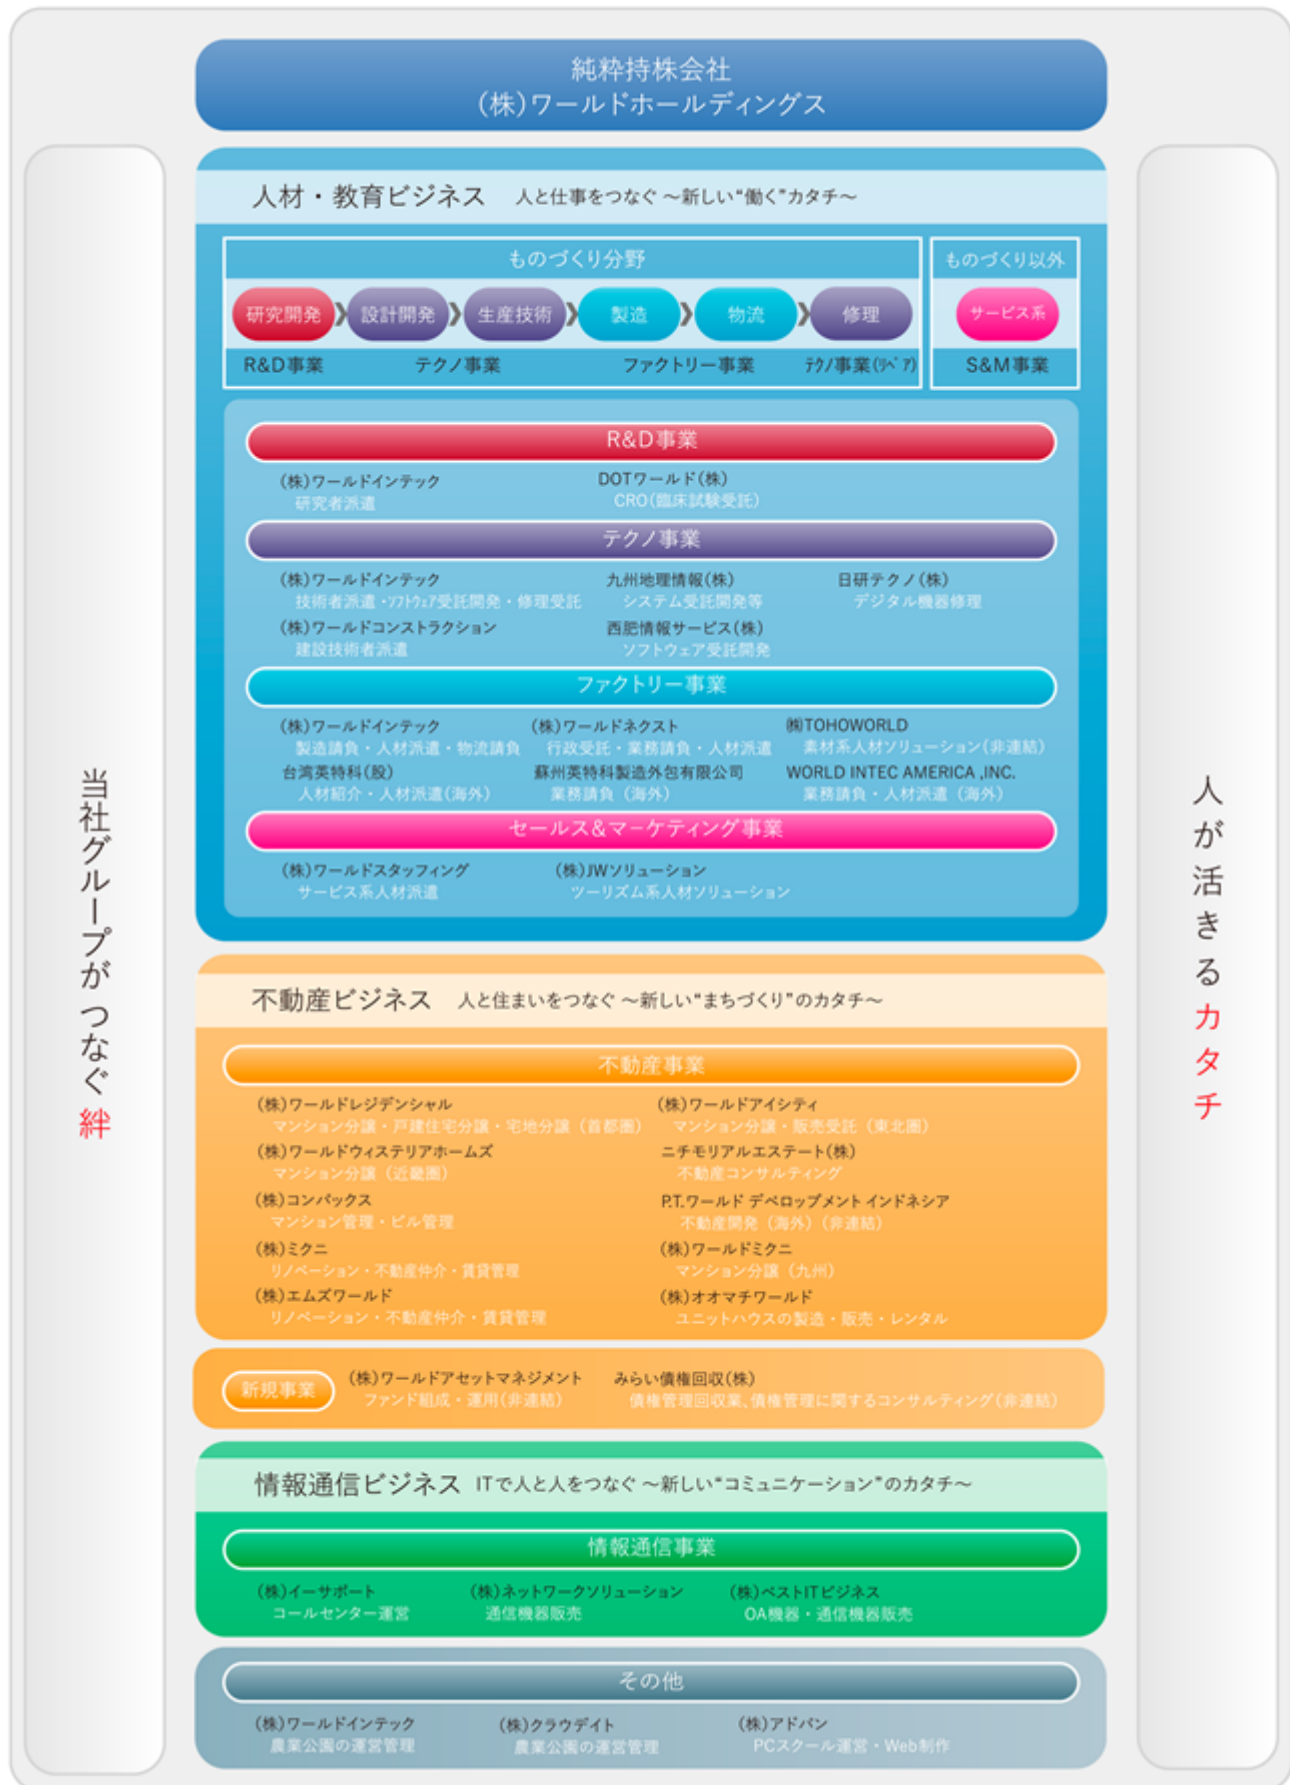 純粋持株会社
(株)ワールドホールディングス
人材・教育ビジネス 人と仕事をつなぐ ～新しい“働く”カタチ～
ものづくり分野
ものづくり以外
研究開発 設計開発 生産技術 製造 物流 修理
サービス系
R&D事業 テクノ事業 ファクトリー事業 テクノ事業(リペア)
S&M事業
R&D事業
(株)ワールドインテック
研究者派遣
DOTワールド(株)
CRO(臨床試験受託)
テクノ事業
(株)ワールドインテック
技術者派遣・ソフトウェア受託開発・修理受託
九州地理情報(株)
システム受託開発等
日研テクノ(株)
デジタル機器修理
(株)ワールドコンストラクション
建設技術者派遣
西肥情報サービス(株)
ソフトウェア受託開発
ファクトリー事業
(株)ワールドインテック
製造請負・人材派遣・物流請負
(株)ワールドネクスト
行政受託・業務請負・人材派遣
㈱TOHOWORLD
素材系人材ソリューション(非連結)
台湾英特科(股)
人材紹介・人材派遣(海外)
蘇州英特科製造外包有限公司
業務請負（海外）
WORLD INTEC AMERICA ,INC.
業務請負・人材派遣（海外）
セールス&マーケティング事業
(株)ワールドスタッフィング
サービス系人材派遣
(株)JWソリューション
ツーリズム系人材ソリューション
不動産ビジネス 人と住まいをつなぐ ～新しい“まちづくり”のカタチ～
不動産事業
(株)ワールドレジデンシャル
マンション分譲・戸建住宅分譲・宅地分譲（首都圏）
(株)ワールドアイシティ
マンション分譲・販売受託（東北圏）
(株)ワールドウィステリアホームズ
マンション分譲（近畿圏）
ニチモリアルエステート(株)
不動産コンサルティング
(株)コンパックス
マンション管理・ビル管理
P.T.ワールド デベロップメント インドネシア
不動産開発（海外）(非連結)
(株)ミクニ
リノベーション・不動産仲介・賃貸管理
(株)ワールドミクニ
マンション分譲（九州）
(株)エムズワールド
リノベーション・不動産仲介・賃貸管理
(株)オオマチワールド
ユニットハウスの製造・販売・レンタル
新規事業
(株)ワールドアセットマネジメント
ファンド組成・運用(非連結)
みらい債権回収(株)
債権管理回収業、債権管理に関するコンサルティング(非連結)
情報通信ビジネス ITで人と人をつなぐ ～新しい“コミュニケーション”のカタチ～
情報通信事業
(株)イーサポート
コールセンター運営
(株)ネットワークソリューション
通信機器販売
(株)ベストITビジネス
OA機器・通信機器販売
その他
(株)ワールドインテック
農業公園の運営管理
(株)クラウデイト
農業公園の運営管理
(株)アドバン
PCスクール運営・Web制作
当社グループが つなぐ 絆
人が活きるカタチ